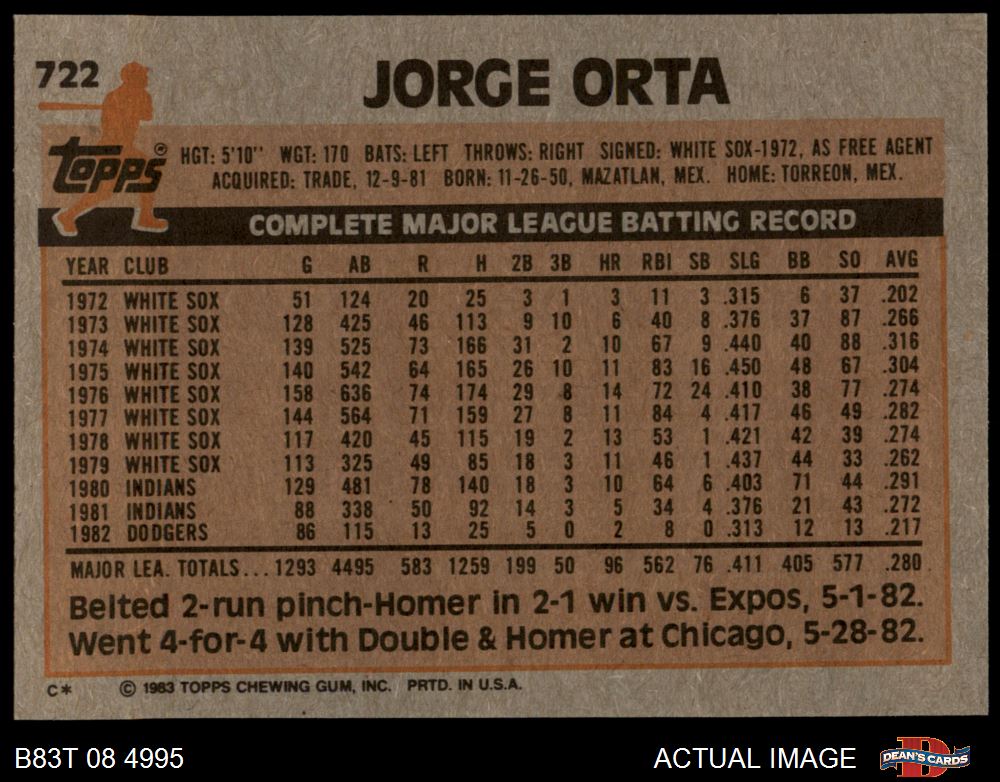 722
JORGE ORTA
TOPPS®
HGT: 5'10" WGT: 170 BATS: LEFT THROWS: RIGHT SIGNED: WHITE SOX-1972, AS FREE AGENT
ACQUIRED: TRADE, 12-9-81 BORN: 11-26-50, MAZATLAN, MEX. HOME: TORREON, MEX.
COMPLETE MAJOR LEAGUE BATTING RECORD
YEAR CLUB G AB R H 2B 3B HR RBI SB SLG BB SO AVG
1972 WHITE SOX 51 124 20 25 3 1 3 11 3 .315 6 37 .202
1973 WHITE SOX 128 425 46 113 9 10 6 40 8 .376 37 87 .266
1974 WHITE SOX 139 525 73 166 31 2 10 67 9 .440 40 88 .316
1975 WHITE SOX 140 542 64 165 26 10 11 83 16 .450 48 67 .304
1976 WHITE SOX 158 636 74 174 29 8 14 72 24 .410 38 77 .274
1977 WHITE SOX 144 564 71 159 27 8 11 84 4 .417 46 49 .282
1978 WHITE SOX 117 420 45 115 19 2 13 53 1 .421 42 39 .274
1979 WHITE SOX 113 325 49 85 18 3 11 46 1 .437 44 33 .262
1980 INDIANS 129 481 78 140 18 3 10 64 6 .403 71 44 .291
1981 INDIANS 88 338 50 92 14 3 5 34 4 .376 21 43 .272
1982 DODGERS 86 115 13 25 5 0 2 8 0 .313 12 13 .217
MAJOR LEA. TOTALS... 1293 4495 583 1259 199 50 96 562 76 .411 405 577 .280
Belted 2-run pinch-Homer in 2-1 win vs. Expos, 5-1-82.
Went 4-for-4 with Double & Homer at Chicago, 5-28-82.
C* © 1983 TOPPS CHEWING GUM, INC. PRTD. IN U.S.A.
B83T 08 4995 ACTUAL IMAGE DEAN'S CARDS